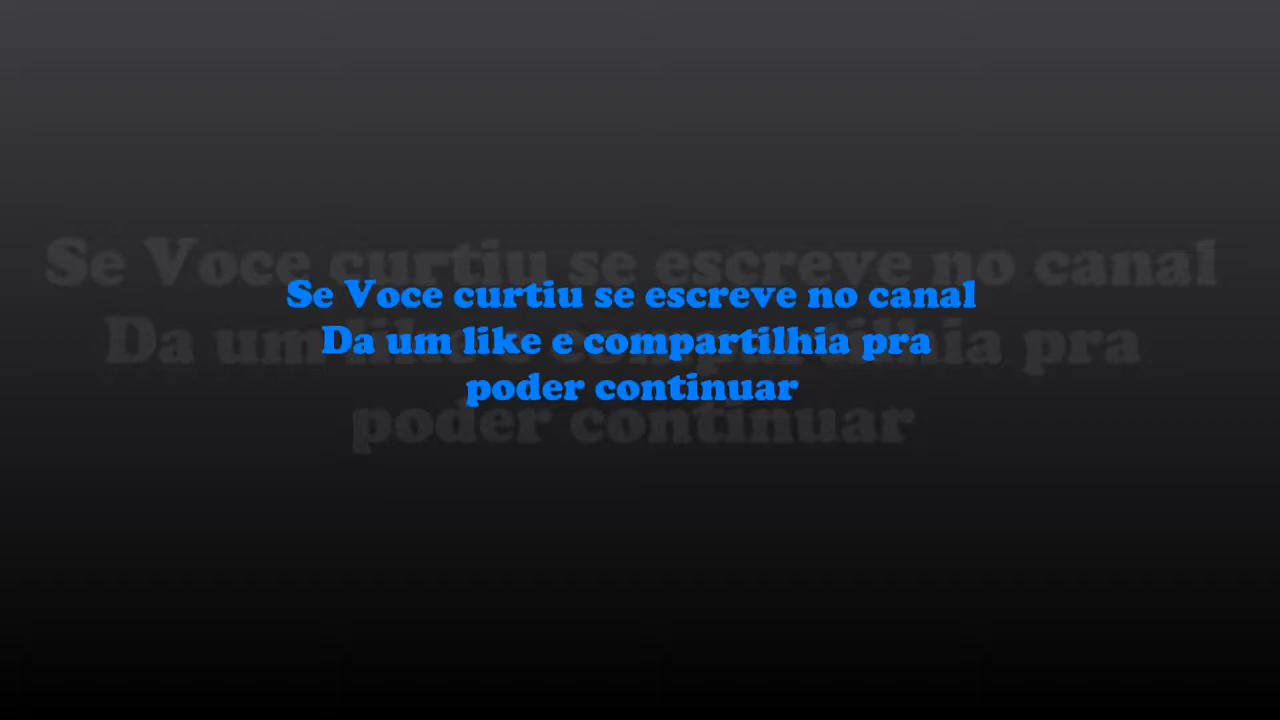 Se Voce curtiu se escreve no canal
Da um like e compartilhia pra
poder continuar